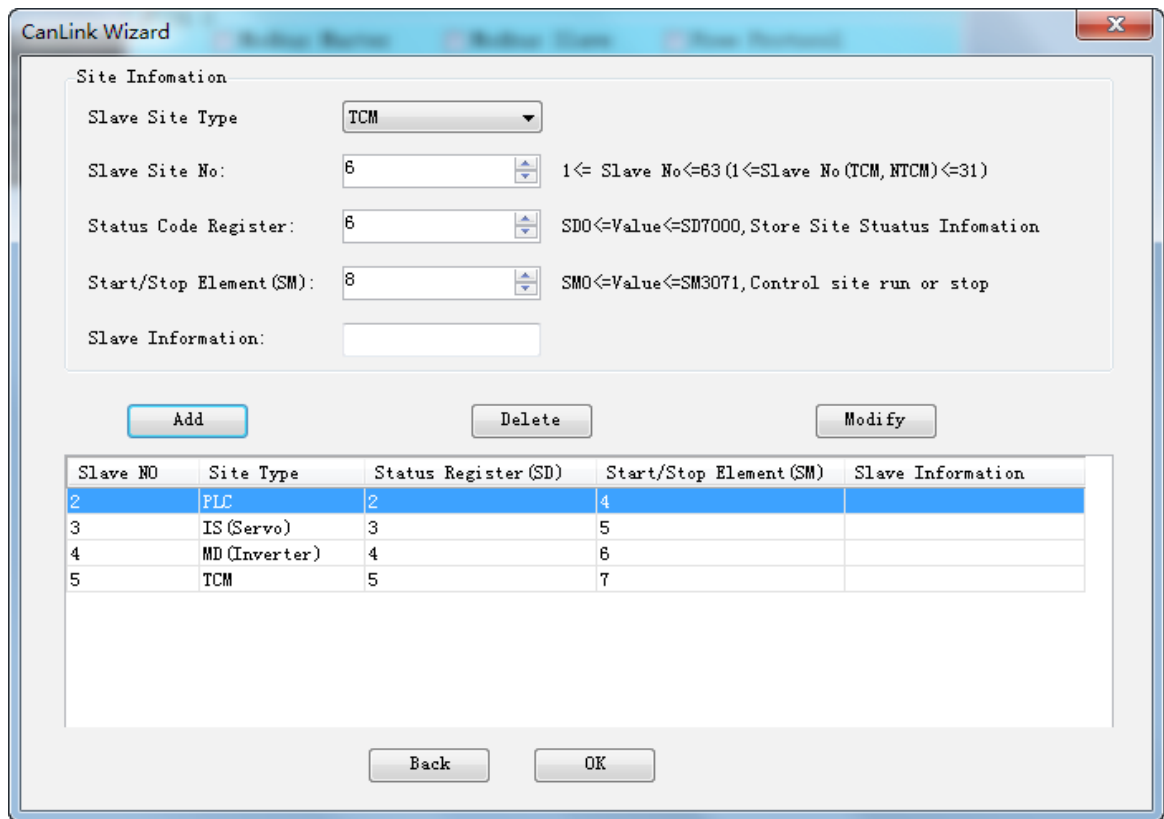 CanLink Wizard
Site Infomation
Slave Site Type TCM
Slave Site No: 6 1<= Slave No<=63(1<=Slave No(TCM,NTCM)<=31)
Status Code Register: 6 SD0<=Value<=SD7000,Store Site Stuatus Infomation
Start/Stop Element(SM): 8 SM0<=Value<=SM3071,Control site run or stop
Slave Information:
Add Delete Modify
Slave NO Site Type Status Register(SD) Start/Stop Element(SM) Slave Information
2 PLC 2 4
3 IS(Servo) 3 5
4 MD(Inverter) 4 6
5 TCM 5 7
Back OK